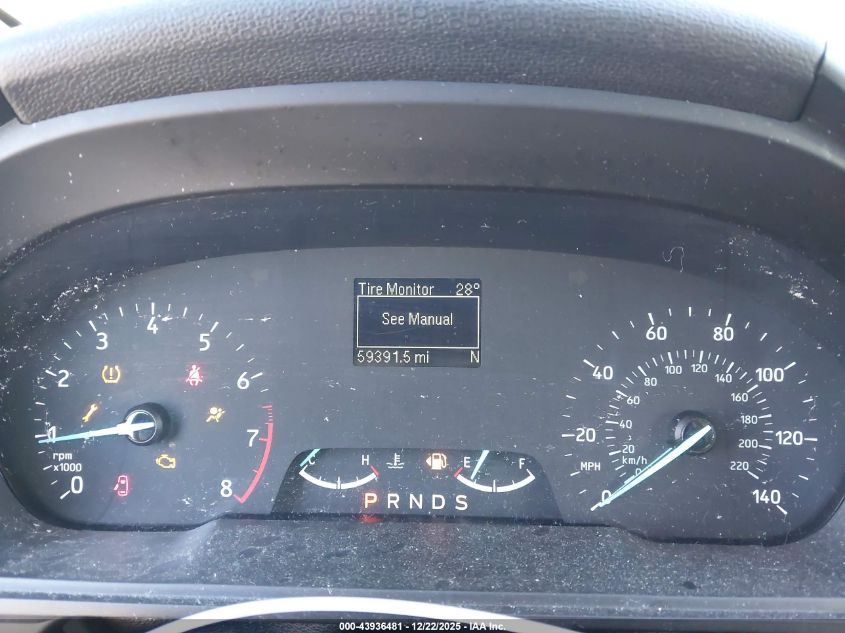 Tire Monitor 28°
See Manual
59391.5 mi N
0 1 2 3 4 5 6 7 8
rpm
x1000
C H E F
P R N D S
0 20 40 60 80 100 120 140
MPH
0 20 40 60 80 100 120 140 160 180 200 220
km/h
000-43936481 - 12/22/2025 - IAA Inc.